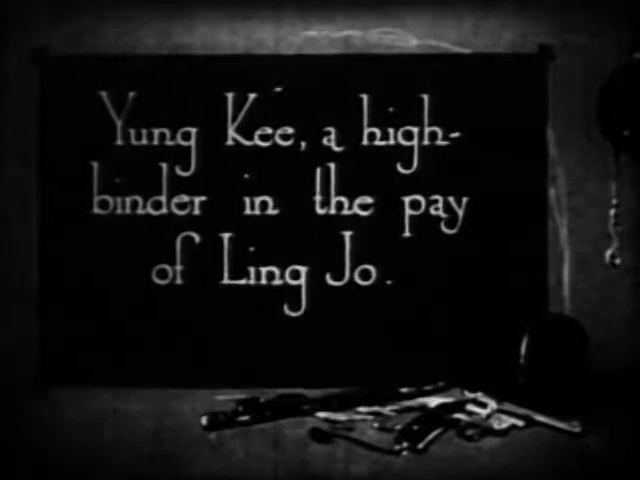 Yung Kee, a high-
binder in the pay
of Ling Jo.